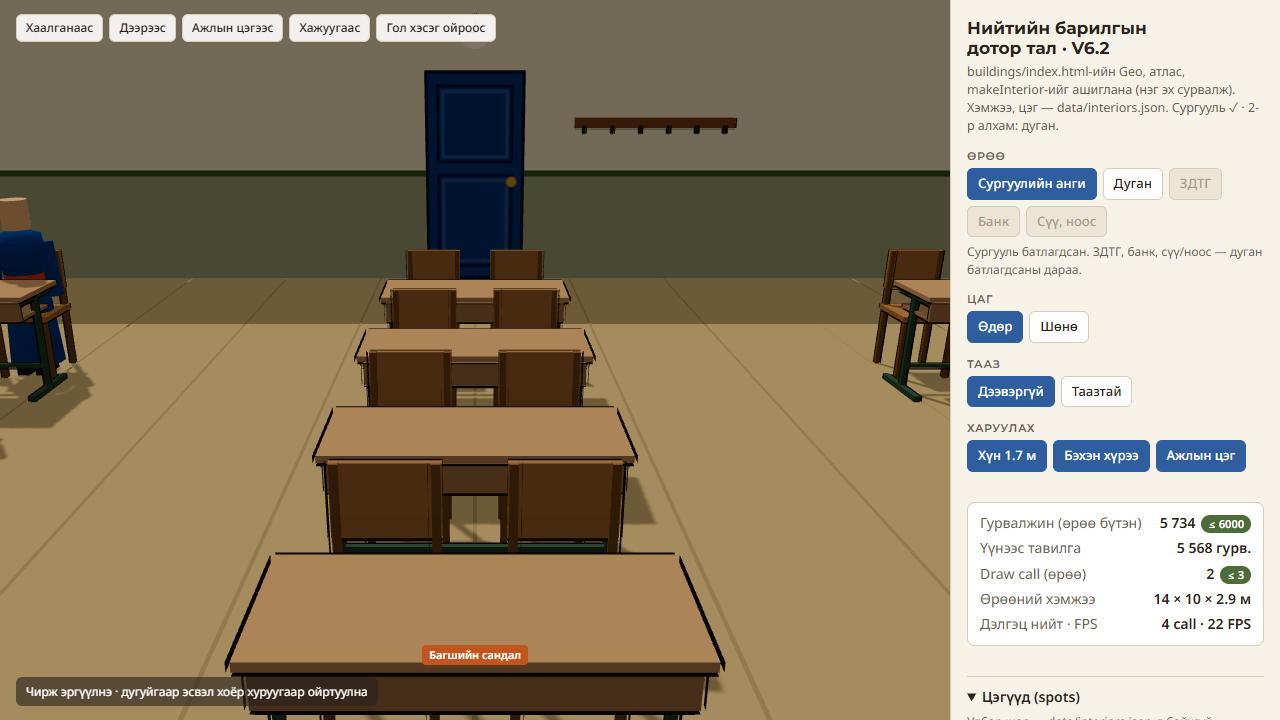 Хаалганаас
Дээрээс
Ажлын цэгээс
Хажуугаас
Гол хэсэг ойроос
Багшийн сандал
Чирж эргүүлнэ · дугуйгаар эсвэл хоёр хуруугаар ойртуулна
Нийтийн барилгын
дотор тал · V6.2
buildings/index.html-ийн Geo, атлас,
makeInterior-ийг ашиглана (нэг эх сурвалж).
Хэмжээ, цэг — data/interiors.json. Сургууль ✓ · 2-
р алхам: дуган.
ӨРӨӨ
Сургуулийн анги
Дуган
ЗДТГ
Банк
Сүү, ноос
Сургууль батлагдсан. ЗДТГ, банк, сүү/ноос — дуган
батлагдсаны дараа.
ЦАГ
Өдөр
Шөнө
ТААЗ
Дээвэргүй
Таазтай
ХАРУУЛАХ
Хүн 1.7 м
Бэхэн хүрээ
Ажлын цэг
Гурвалжин (өрөө бүтэн) 5 734 ≤ 6000
Үүнээс тавилга 5 568 гурв.
Draw call (өрөө) 2 ≤ 3
Өрөөний хэмжээ 14 × 10 × 2.9 м
Дэлгэц нийт · FPS 4 call · 22 FPS
▼ Цэгүүд (spots)